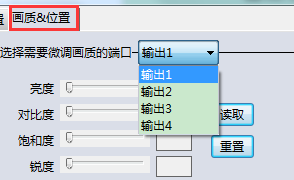 画质&位置
选择需要微调画质的端口 输出1
输出1
亮度 输出2
对比度 输出3 读取
饱和度 输出4
重置
锐度